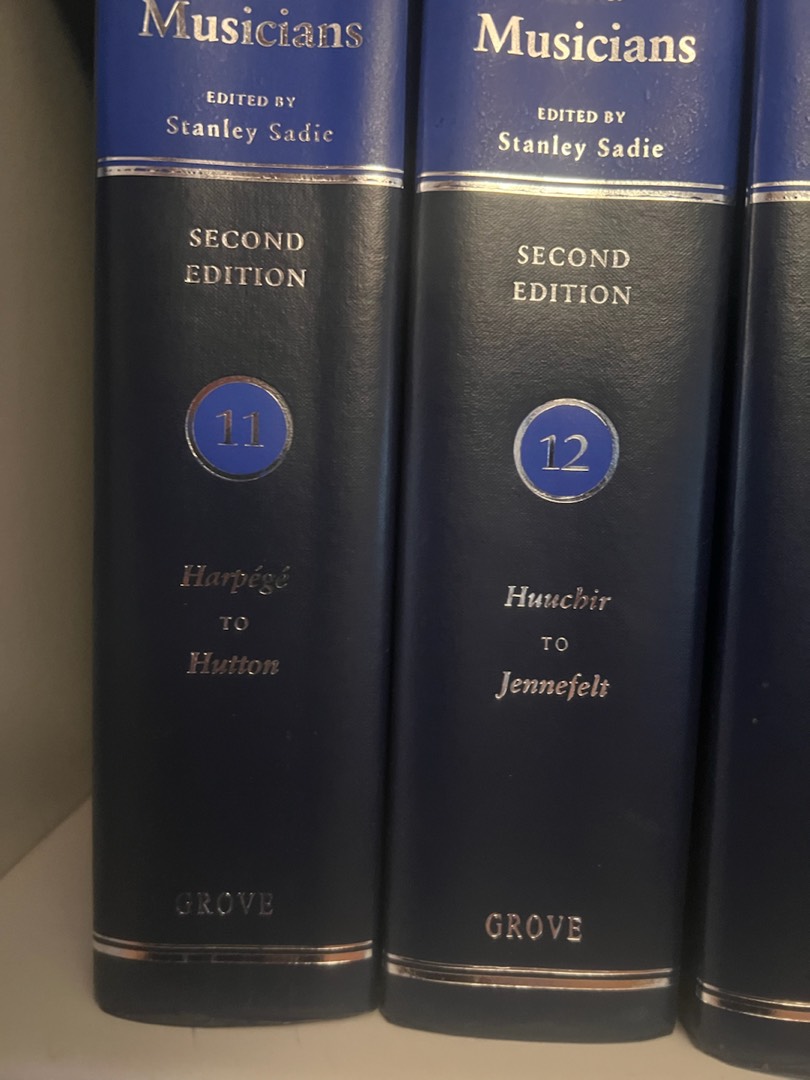 Musicians
EDITED BY
Stanley Sadie
SECOND
EDITION
11
Harpégé
TO
Hutton
GROVE
Musicians
EDITED BY
Stanley Sadie
SECOND
EDITION
12
Huuchir
TO
Jennefelt
GROVE